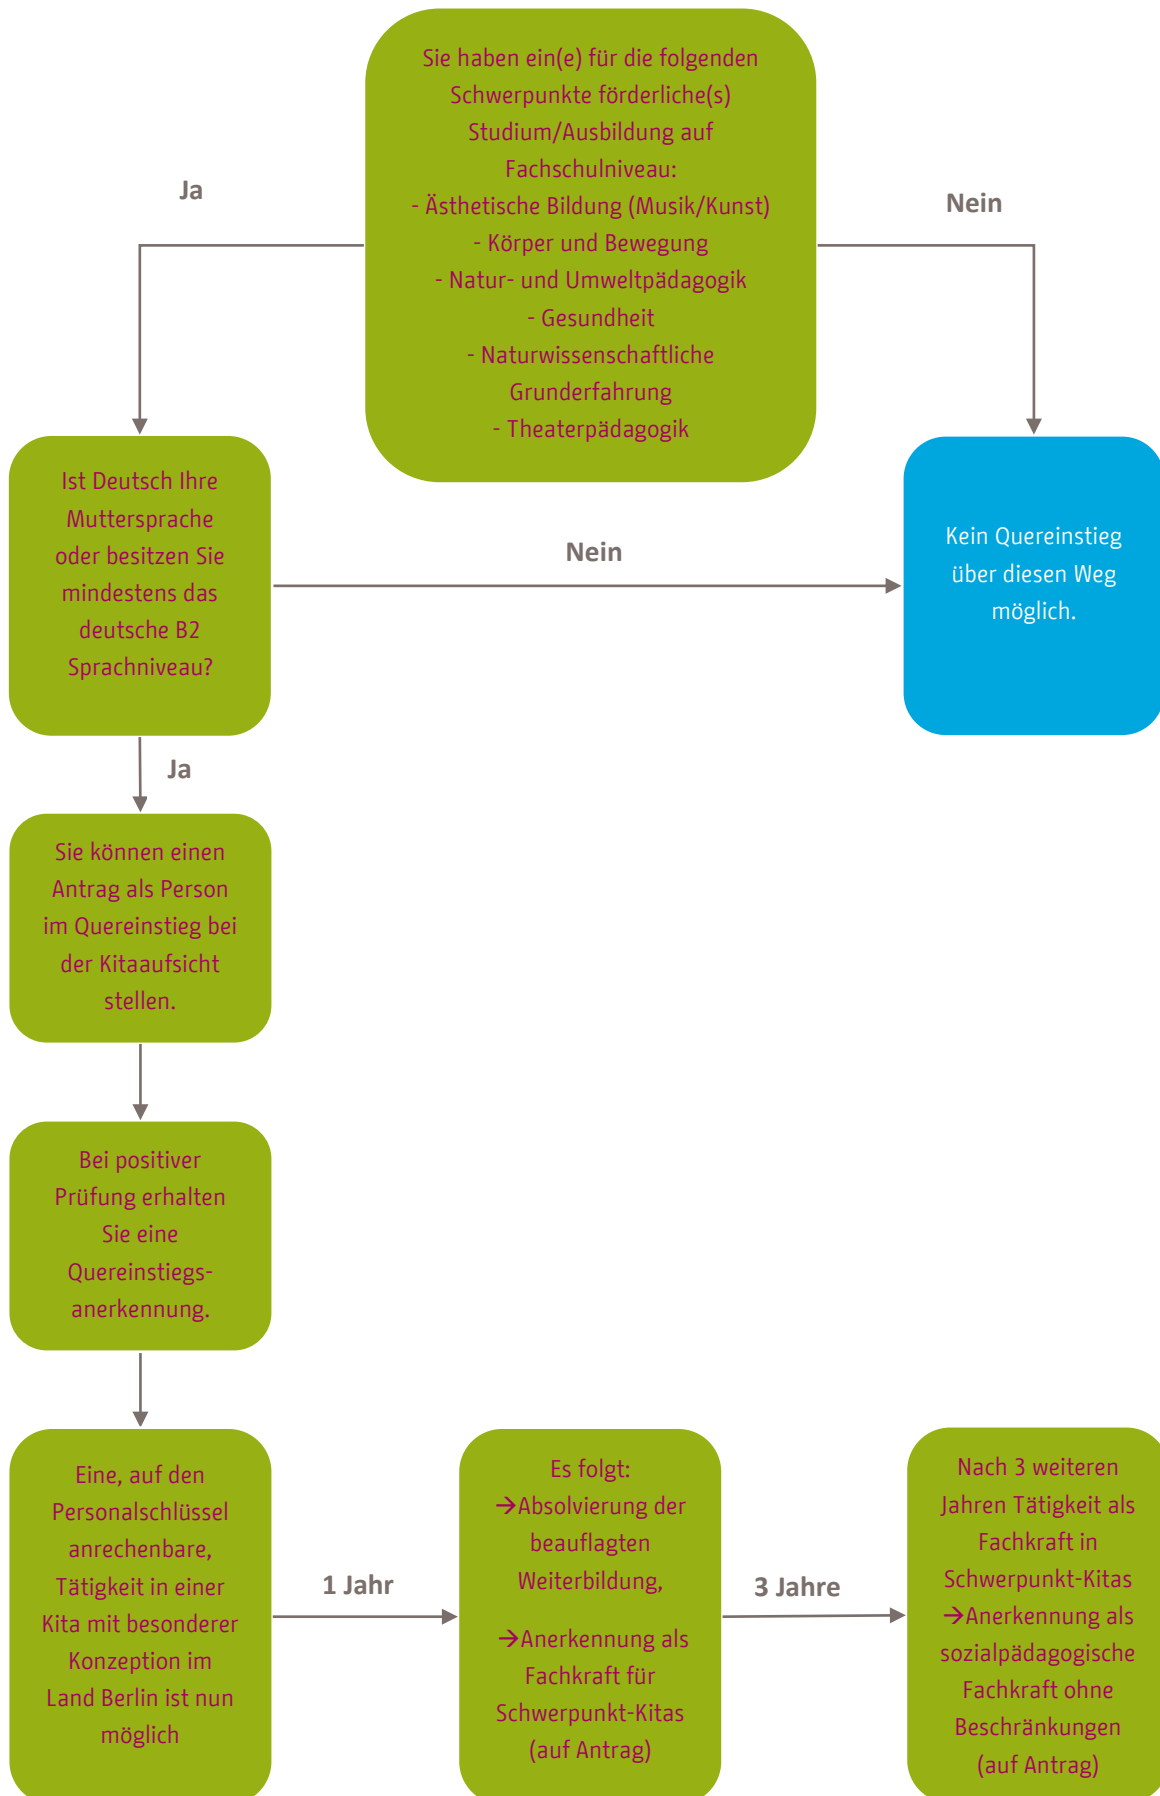 Sie haben ein(e) für die folgenden
Schwerpunkte förderliche(s)
Studium/Ausbildung auf
Fachschulniveau:
- Ästhetische Bildung (Musik/Kunst)
- Körper und Bewegung
- Natur- und Umweltpädagogik
- Gesundheit
- Naturwissenschaftliche
Grunderfahrung
- Theaterpädagogik
Ja
Nein
Ist Deutsch Ihre
Muttersprache
oder besitzen Sie
mindestens das
deutsche B2
Sprachniveau?
Nein
Kein Quereinstieg
über diesen Weg
möglich.
Ja
Sie können einen
Antrag als Person
im Quereinstieg bei
der Kitaaufsicht
stellen.
Bei positiver
Prüfung erhalten
Sie eine
Quereinstiegs-
anerkennung.
Eine, auf den
Personalschlüssel
anrechenbare,
Tätigkeit in einer
Kita mit besonderer
Konzeption im
Land Berlin ist nun
möglich
1 Jahr
Es folgt:
→Absolvierung der
beauflagten
Weiterbildung,
→Anerkennung als
Fachkraft für
Schwerpunkt-Kitas
(auf Antrag)
3 Jahre
Nach 3 weiteren
Jahren Tätigkeit als
Fachkraft in
Schwerpunkt-Kitas
→Anerkennung als
sozialpädagogische
Fachkraft ohne
Beschränkungen
(auf Antrag)